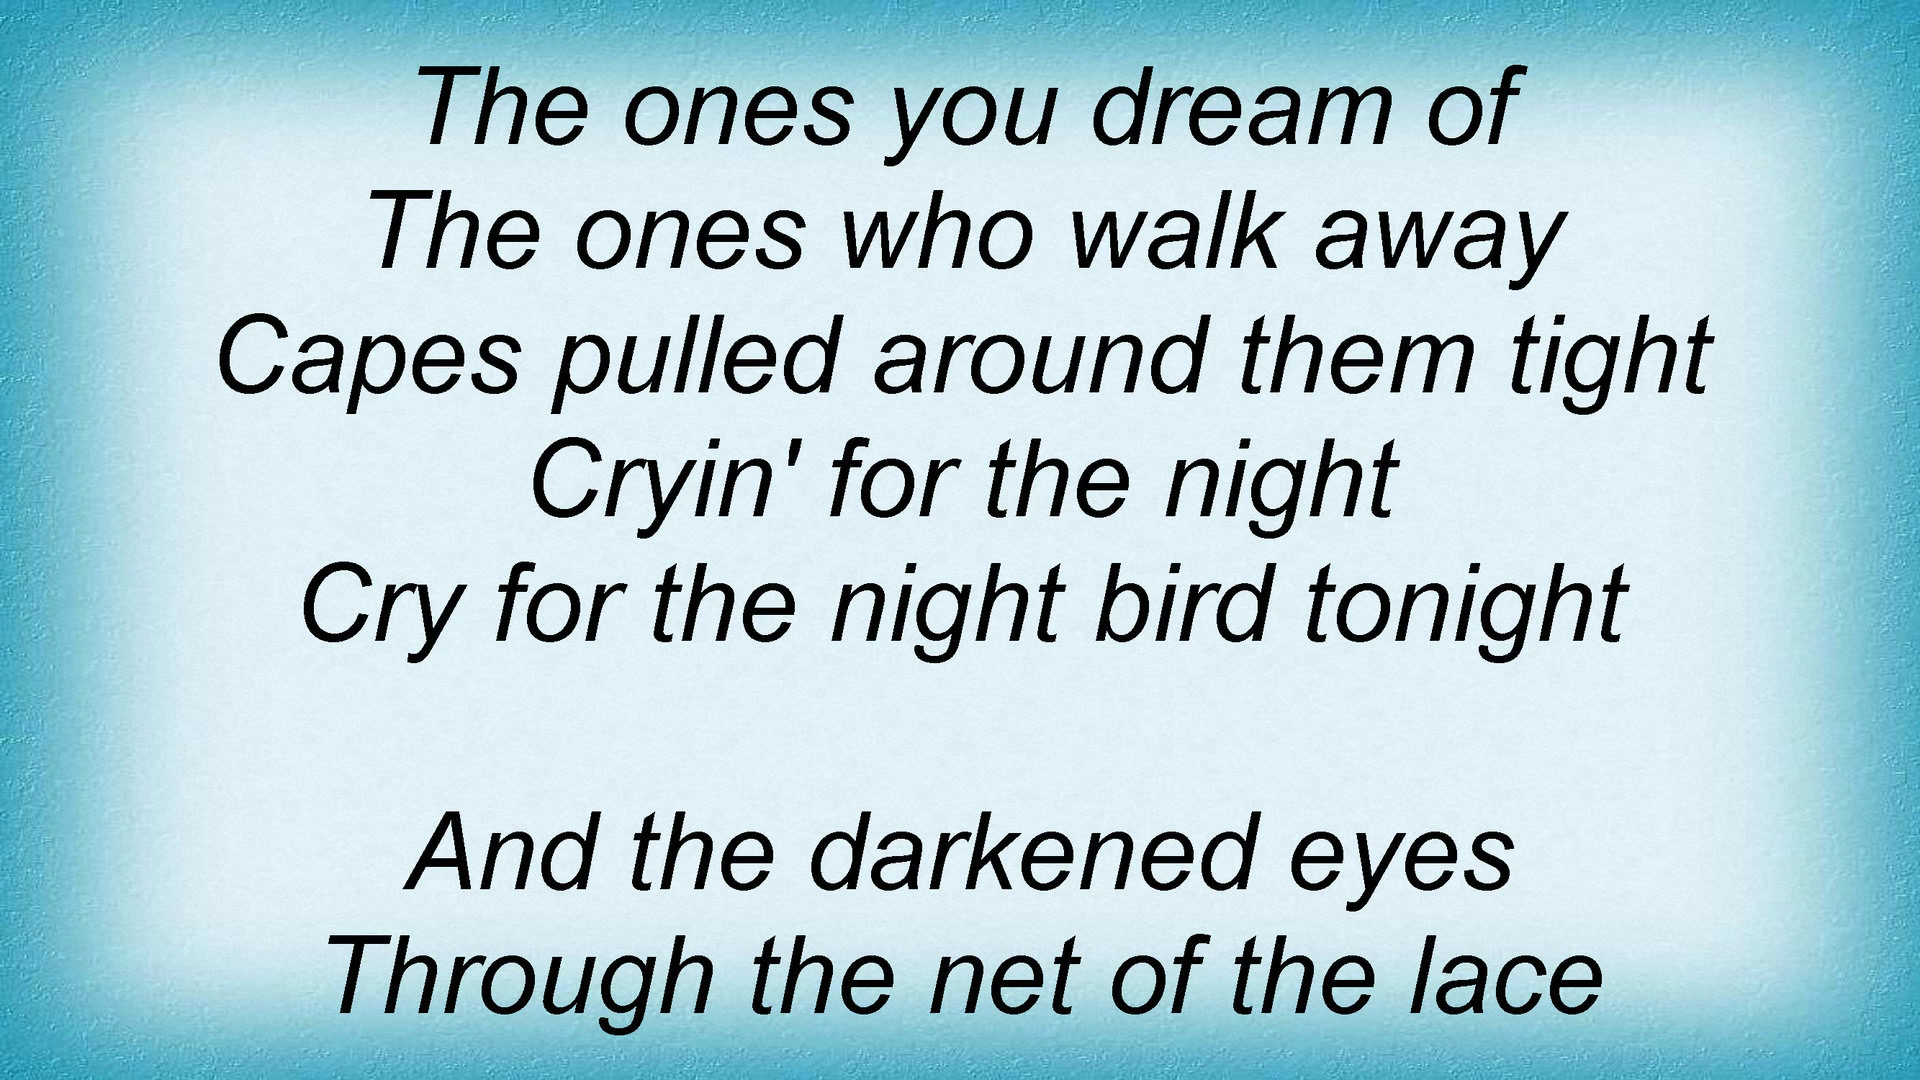 The ones you dream of
The ones who walk away
Capes pulled around them tight
Cryin' for the night
Cry for the night bird tonight
And the darkened eyes
Through the net of the lace